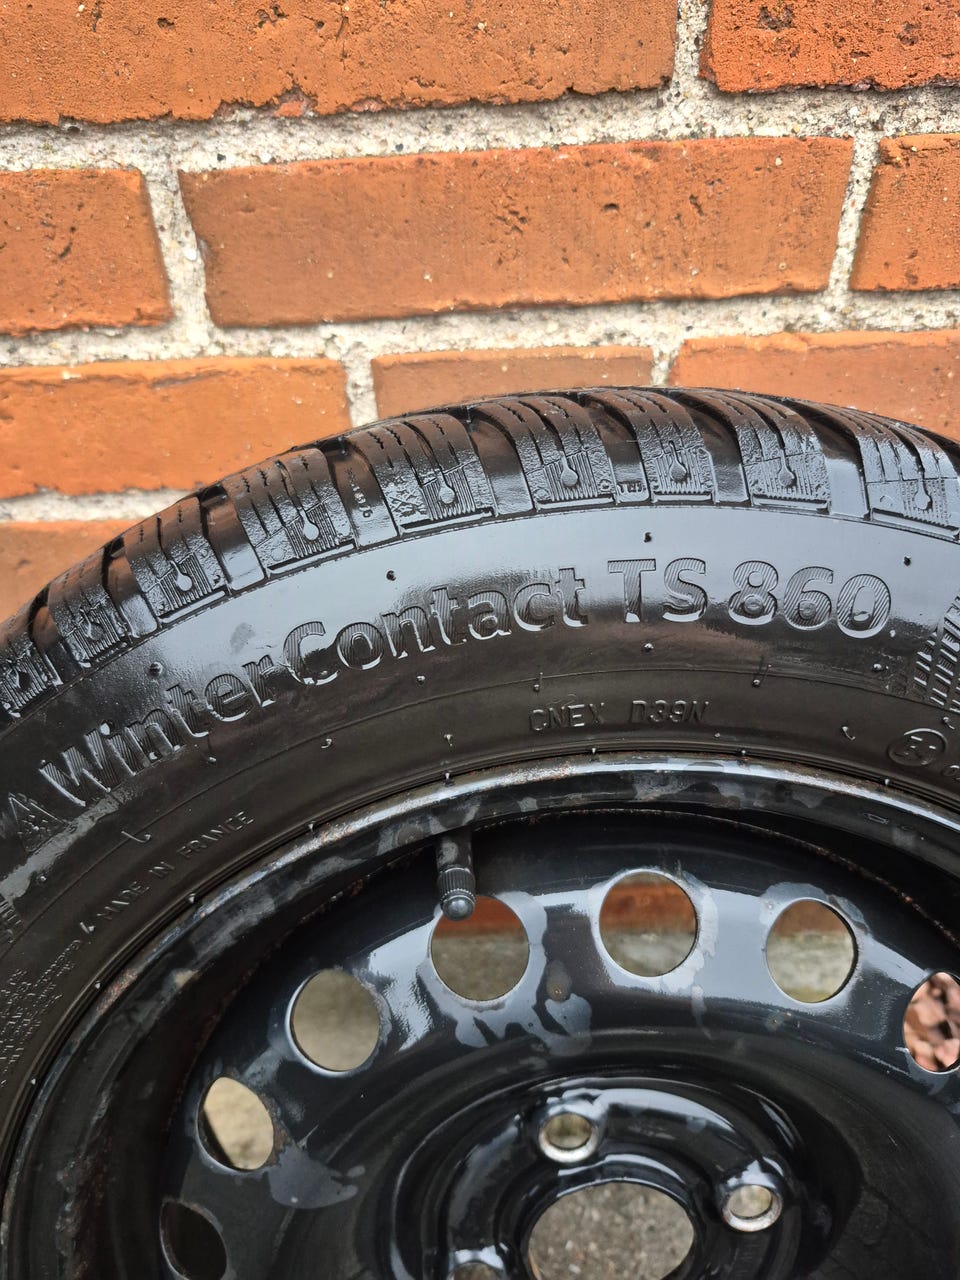 WinterContact TS 860
CNEX D39N
MADE IN FRANCE